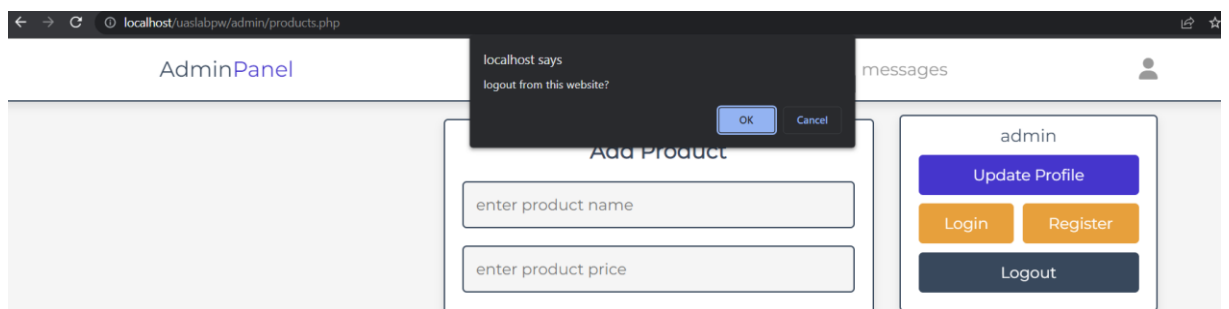 localhost/uaslabpw/admin/products.php
AdminPanel
localhost says
logout from this website?
OK Cancel
messages
Add Product
enter product name
enter product price
admin
Update Profile
Login Register
Logout